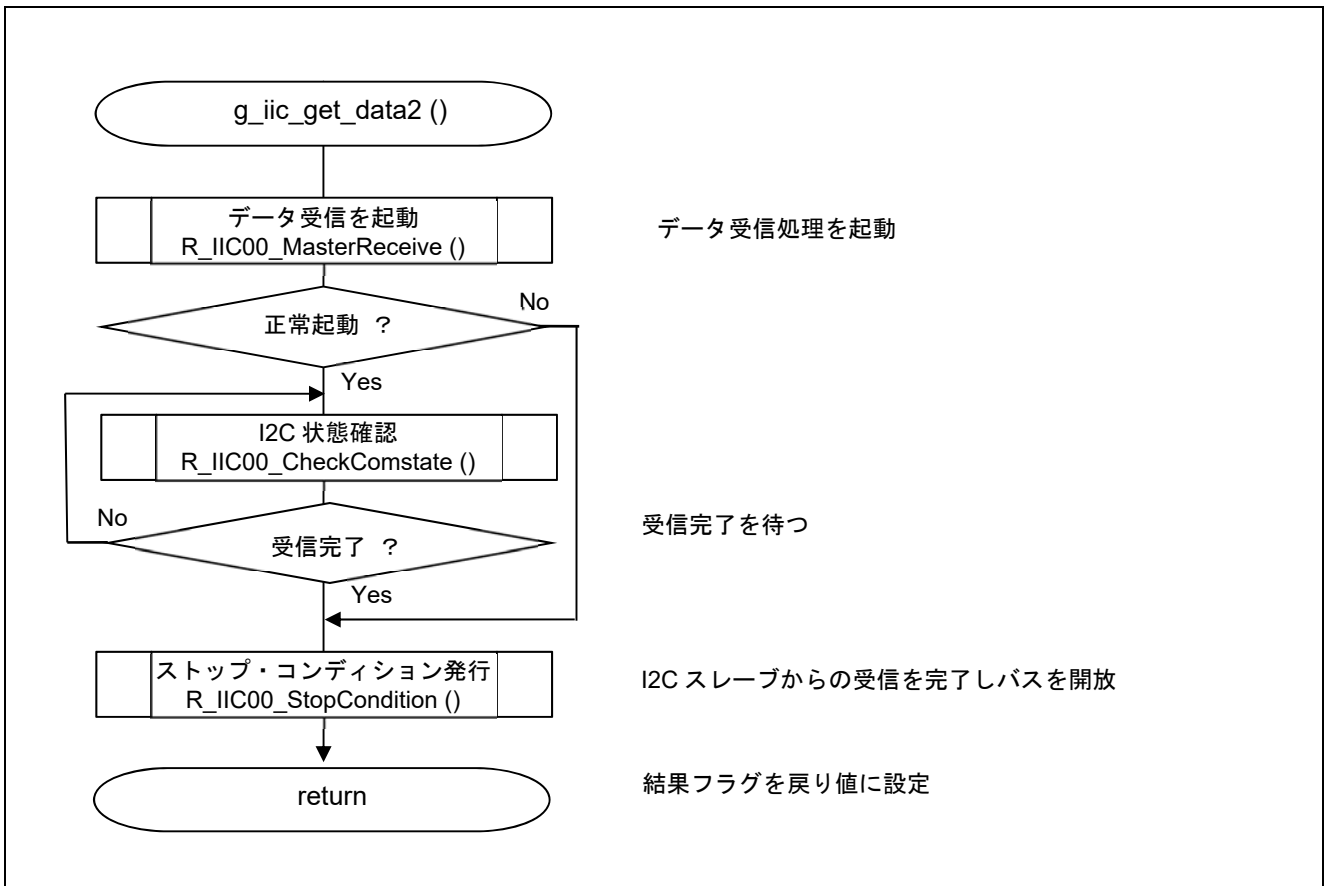 g_iic_get_data2 ()
データ受信を起動
R_IIC00_MasterReceive ()
データ受信処理を起動
No
正常起動 ?
Yes
I2C 状態確認
R_IIC00_CheckComstate ()
No
受信完了 ?
受信完了を待つ
Yes
ストップ・コンディション発行
R_IIC00_StopCondition ()
I2C スレーブからの受信を完了しバスを開放
return
結果フラグを戻り値に設定